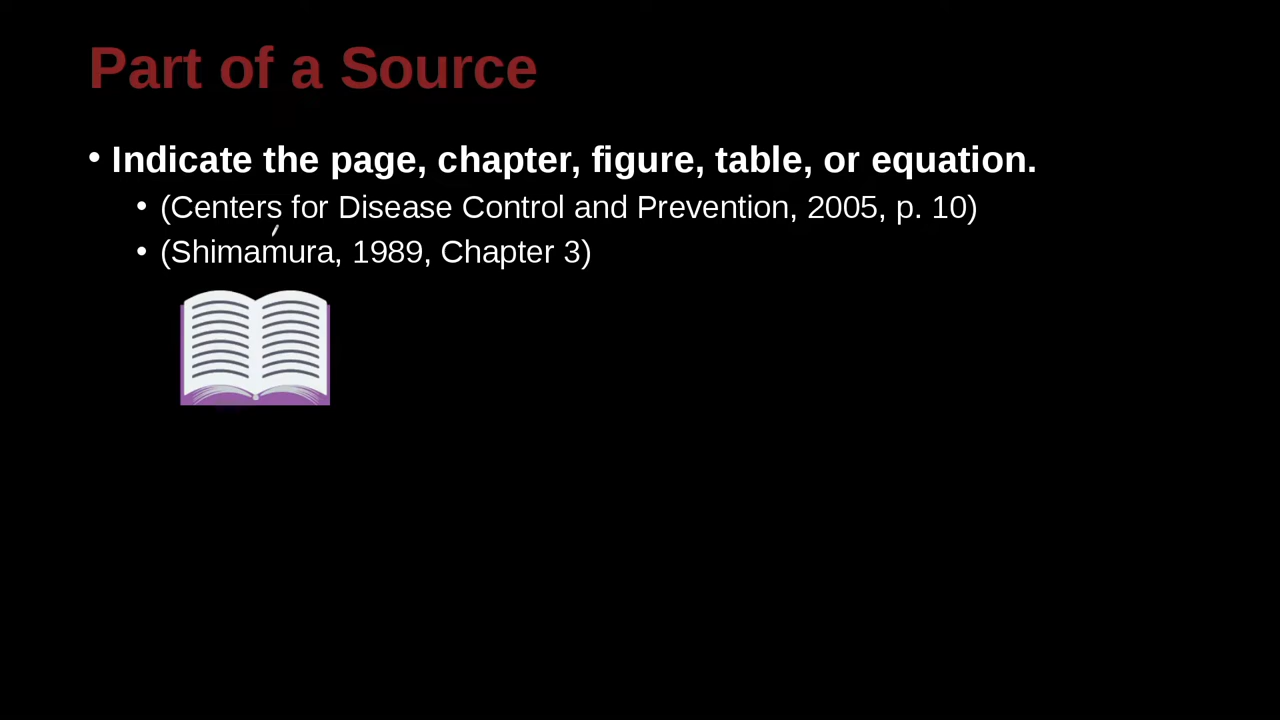 Part of a Source
• Indicate the page, chapter, figure, table, or equation.
• (Centers for Disease Control and Prevention, 2005, p. 10)
• (Shimamura, 1989, Chapter 3)